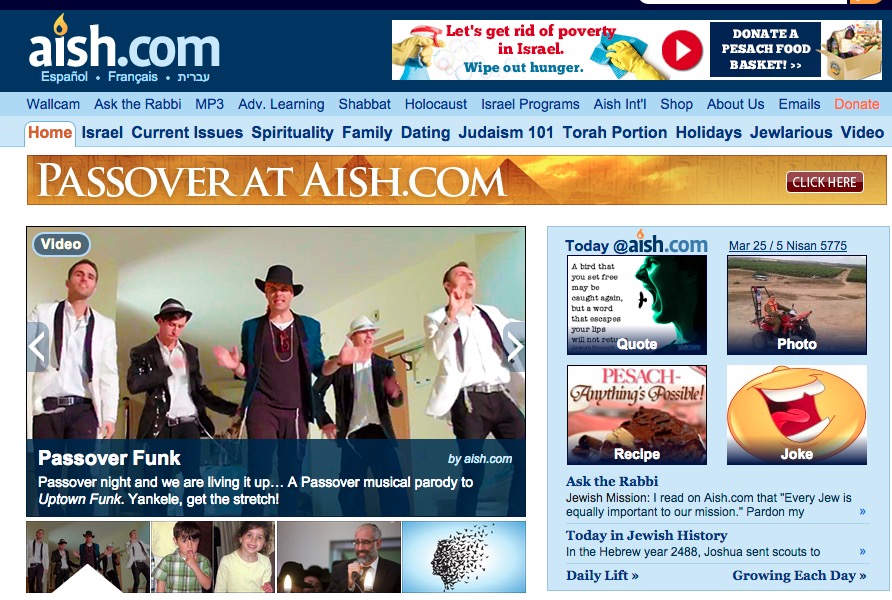 aish.com
Español • Français • עברית
Let's get rid of poverty
in Israel.
Wipe out hunger.
DONATE A
PESACH FOOD
BASKET! >>
Wallcam Ask the Rabbi MP3 Adv. Learning Shabbat Holocaust Israel Programs Aish Int'l Shop About Us Emails Donate
Home Israel Current Issues Spirituality Family Dating Judaism 101 Torah Portion Holidays Jewlarious Video
PASSOVER AT AISH.COM
CLICK HERE
Video
Passover Funk
by aish.com
Passover night and we are living it up… A Passover musical parody to
Uptown Funk. Yankele, get the stretch!
Today @aish.com
Mar 25 / 5 Nisan 5775
A bird that
you set free
may be
caught again,
but a word
that escapes
your lips
will not
Quote
Photo
PESACH-
Anything's Possible!
Recipe
Joke
Ask the Rabbi
Jewish Mission: I read on Aish.com that "Every Jew is
equally important to our mission." Pardon my »
Today in Jewish History
In the Hebrew year 2488, Joshua sent scouts to »
Daily Lift »
Growing Each Day »